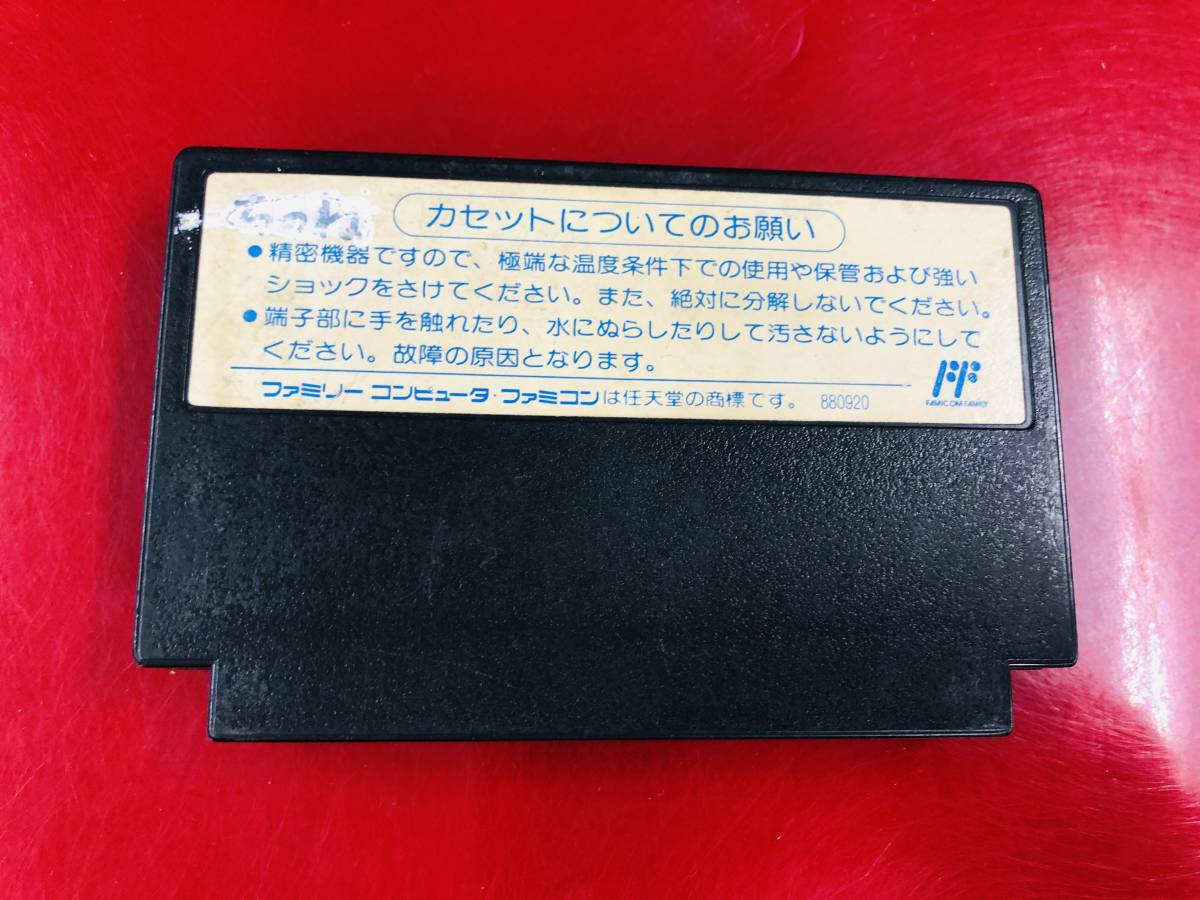 カセットについてのお願い
●精密機器ですので、極端な温度条件下での使用や保管および強い
ショックをさけてください。また、絶対に分解しないでください。
●端子部に手を触れたり、水にぬらしたりして汚さないようにして
ください。故障の原因となります。
ファミリー コンピュータ・ファミコンは任天堂の商標です。 880920
FAMICOM FAMILY